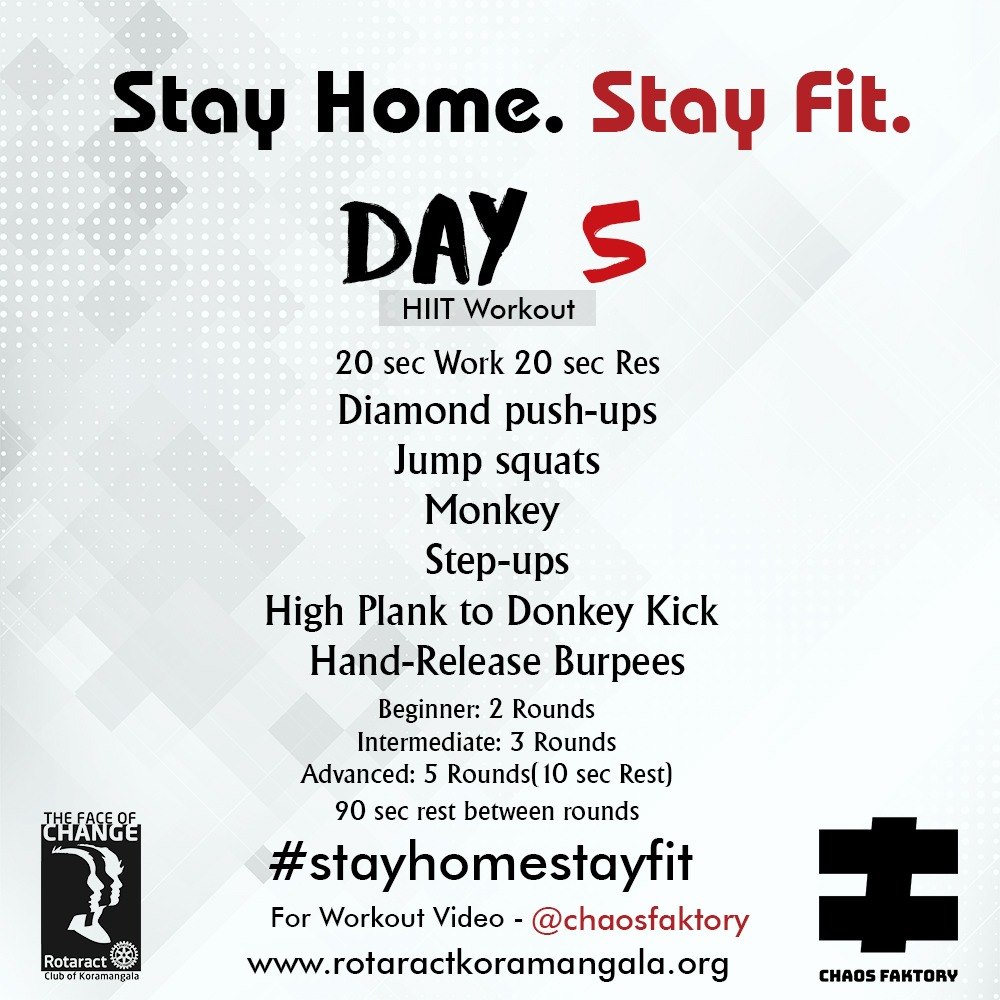 Stay Home. Stay Fit.
DAY 5
HIIT Workout
20 sec Work 20 sec Res
Diamond push-ups
Jump squats
Monkey
Step-ups
High Plank to Donkey Kick
Hand-Release Burpees
Beginner: 2 Rounds
Intermediate: 3 Rounds
Advanced: 5 Rounds(10 sec Rest)
90 sec rest between rounds
#stayhomestayfit
For Workout Video - @chaosfaktory
www.rotaractkoramangala.org
THE FACE OF
CHANGE
Rotaract
Club of Koramangala
CHAOS FAKTORY